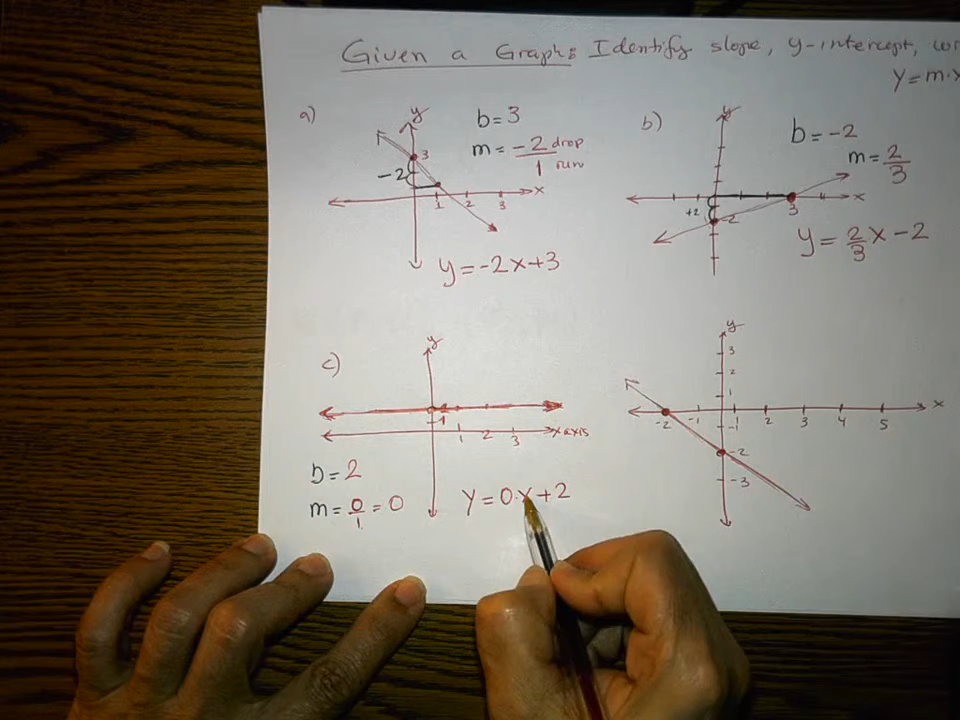 Given a Graph: Identify slope, y-intercept,
y = m·x
a)
y
3
-2
1 2 3
x
b = 3
m = -2 drop
1 run
y = -2x+3
b)
y
+2
-2
3
x
b = -2
m = 2/3
y = 2/3 x - 2
c)
y
1
1 2 3
x axis
b = 2
m = 0/1 = 0
y = 0·x + 2
y
3
2
1
-2 -1 1 2 3 4 5
x
-1
-2
-3